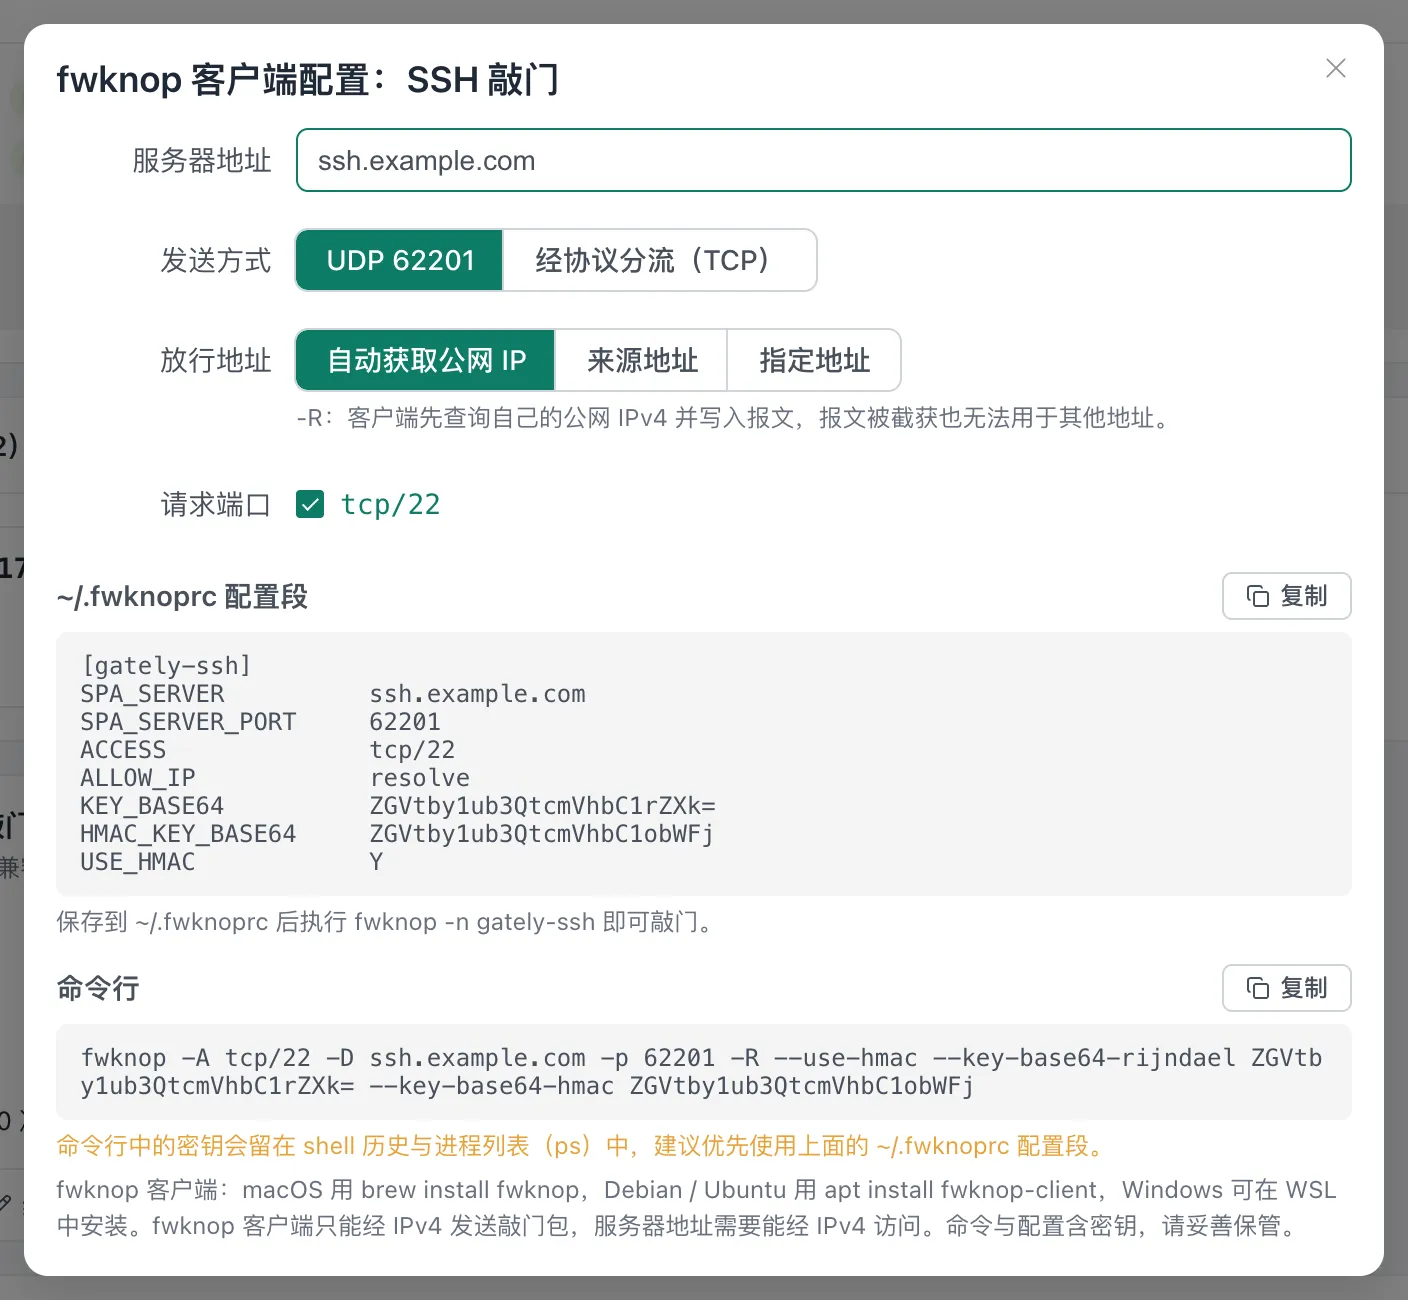 fwknop 客户端配置：SSH 敲门
服务器地址 ssh.example.com
发送方式 UDP 62201 经协议分流（TCP）
放行地址 自动获取公网 IP 来源地址 指定地址
-R：客户端先查询自己的公网 IPv4 并写入报文，报文被截获也无法用于其他地址。
请求端口 tcp/22
~/.fwknoprc 配置段 复制
[gately-ssh]
SPA_SERVER ssh.example.com
SPA_SERVER_PORT 62201
ACCESS tcp/22
ALLOW_IP resolve
KEY_BASE64 ZGVtby1ub3QtcmVhbC1rZXk=
HMAC_KEY_BASE64 ZGVtby1ub3QtcmVhbC1obWFj
USE_HMAC Y
保存到 ~/.fwknoprc 后执行 fwknop -n gately-ssh 即可敲门。
命令行 复制
fwknop -A tcp/22 -D ssh.example.com -p 62201 -R --use-hmac --key-base64-rijndael ZGVtb
y1ub3QtcmVhbC1rZXk= --key-base64-hmac ZGVtby1ub3QtcmVhbC1obWFj
命令行中的密钥会留在 shell 历史与进程列表（ps）中，建议优先使用上面的 ~/.fwknoprc 配置段。
fwknop 客户端：macOS 用 brew install fwknop，Debian / Ubuntu 用 apt install fwknop-client，Windows 可在 WSL
中安装。fwknop 客户端只能经 IPv4 发送敲门包，服务器地址需要能经 IPv4 访问。命令与配置含密钥，请妥善保管。